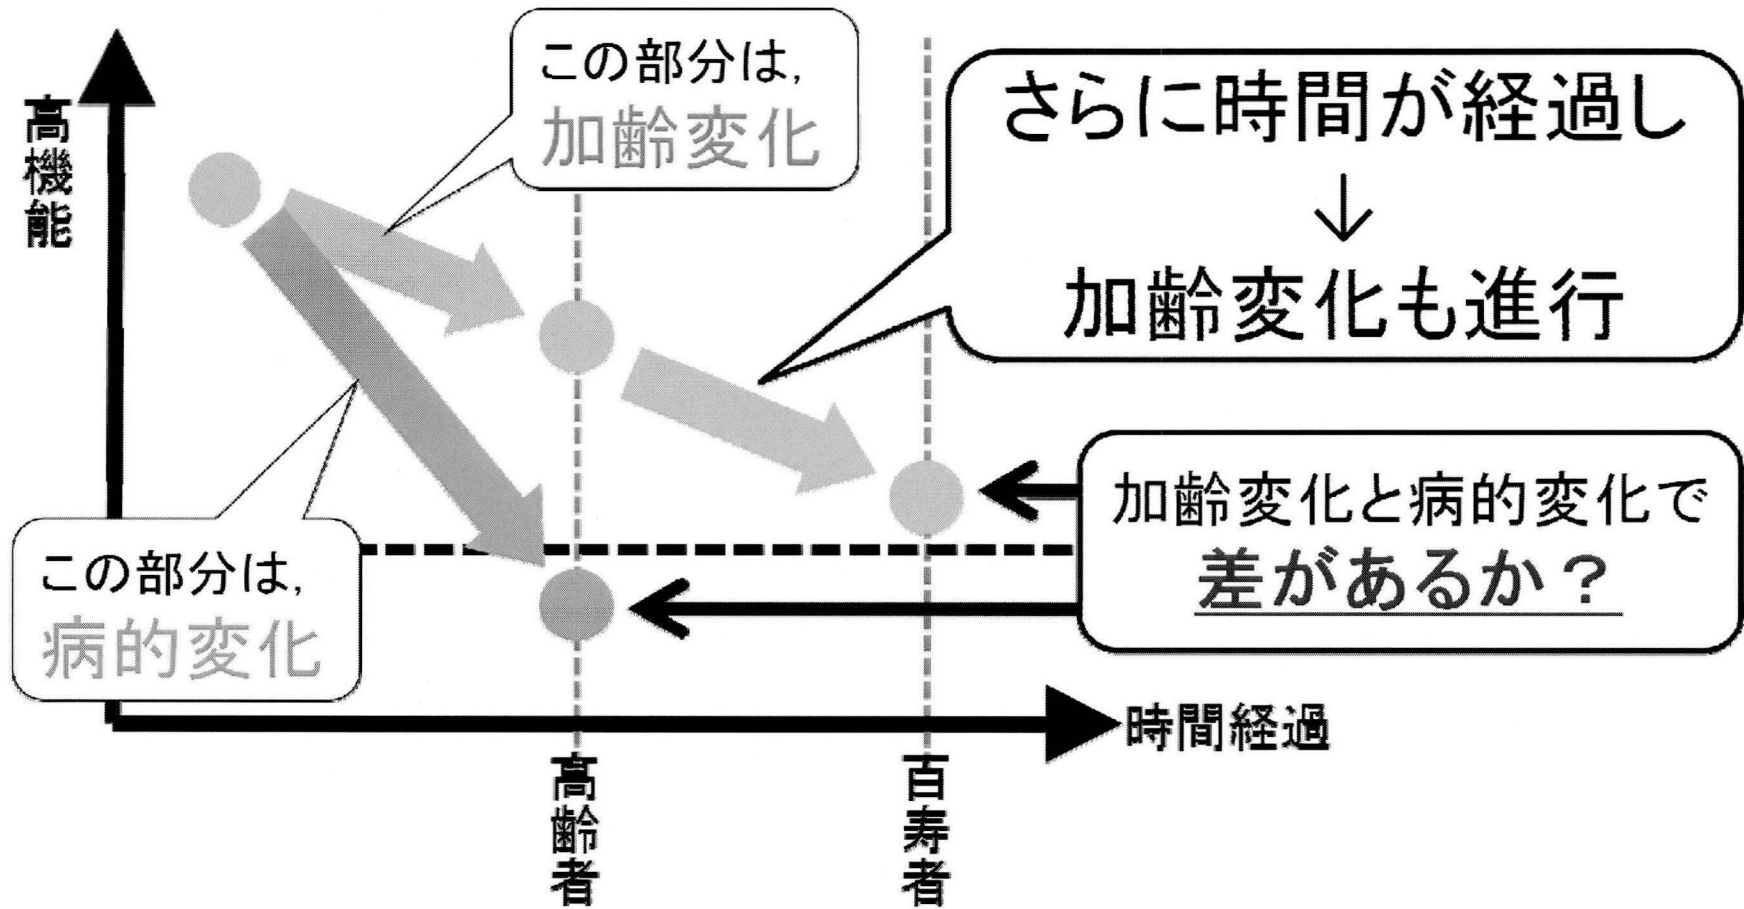 高機能
この部分は,
加齢変化
さらに時間が経過し
↓
加齢変化も進行
この部分は,
病的変化
加齢変化と病的変化で
差があるか？
時間経過
高齢者
百寿者